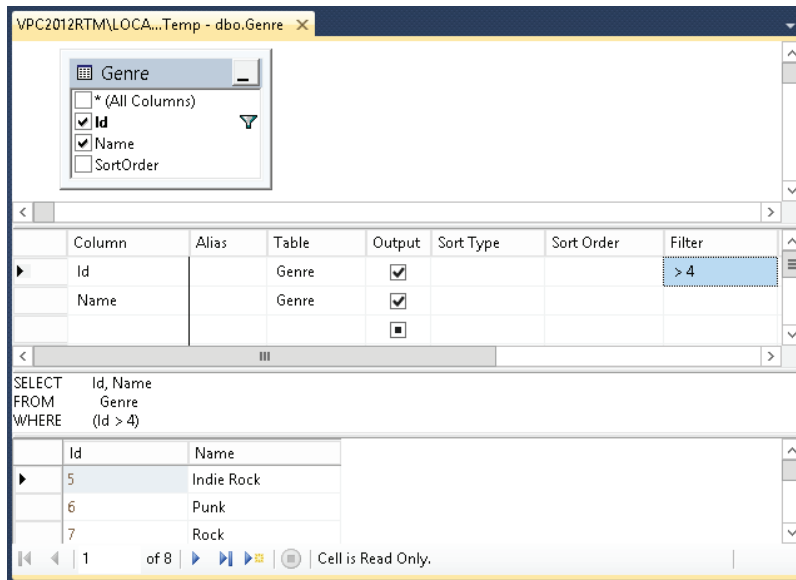 VPC2012RTM\LOCA...Temp - dbo.Genre
Genre
* (All Columns)
Id
Name
SortOrder
Column Alias Table Output Sort Type Sort Order Filter
Id Genre > 4
Name Genre
SELECT Id, Name
FROM Genre
WHERE (Id > 4)
Id Name
5 Indie Rock
6 Punk
7 Rock
1 of 8 Cell is Read Only.